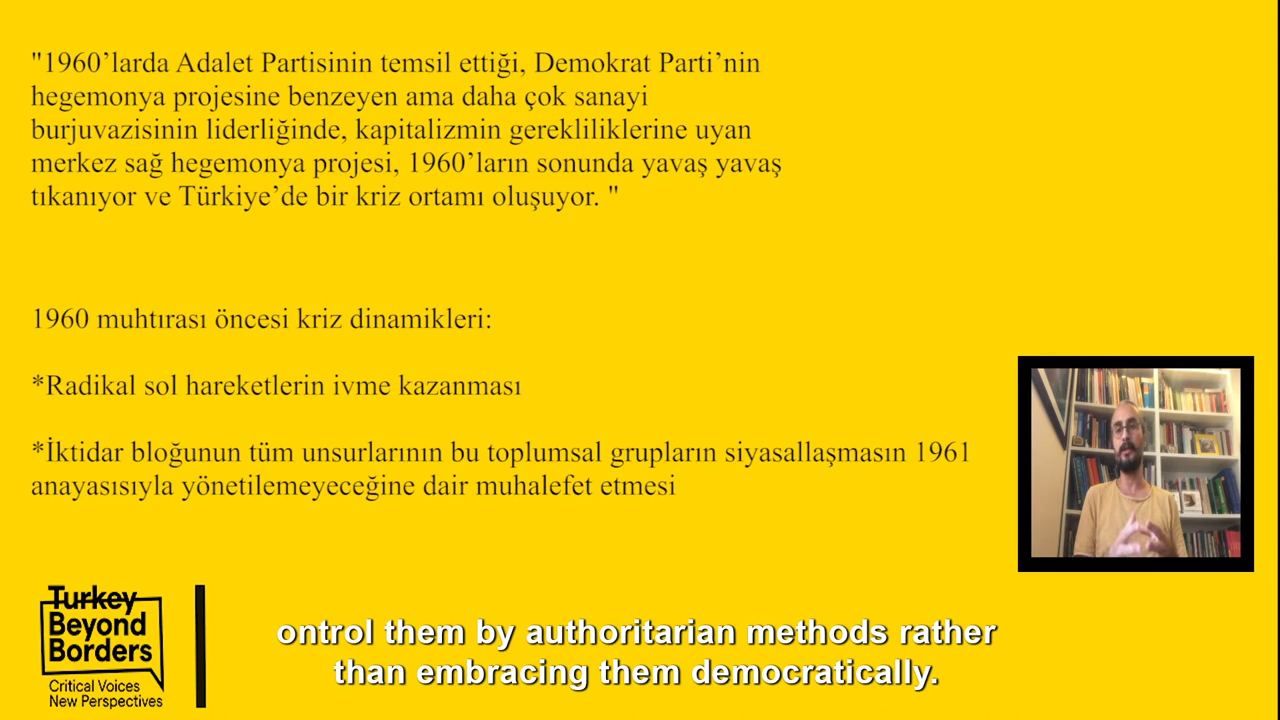 "1960’larda Adalet Partisinin temsil ettiği, Demokrat Parti’nin
hegemonya projesine benzeyen ama daha çok sanayi
burjuvazisinin liderliğinde, kapitalizmin gerekliliklerine uyan
merkez sağ hegemonya projesi, 1960’ların sonunda yavaş yavaş
tıkanıyor ve Türkiye’de bir kriz ortamı oluşuyor. "
1960 muhtırası öncesi kriz dinamikleri:
*Radikal sol hareketlerin ivme kazanması
*İktidar bloğunun tüm unsurlarının bu toplumsal grupların siyasallaşmasın 1961
anayasısıyla yönetilemeyeceğine dair muhalefet etmesi
Turkey
Beyond
Borders
Critical Voices
New Perspectives
ontrol them by authoritarian methods rather
than embracing them democratically.